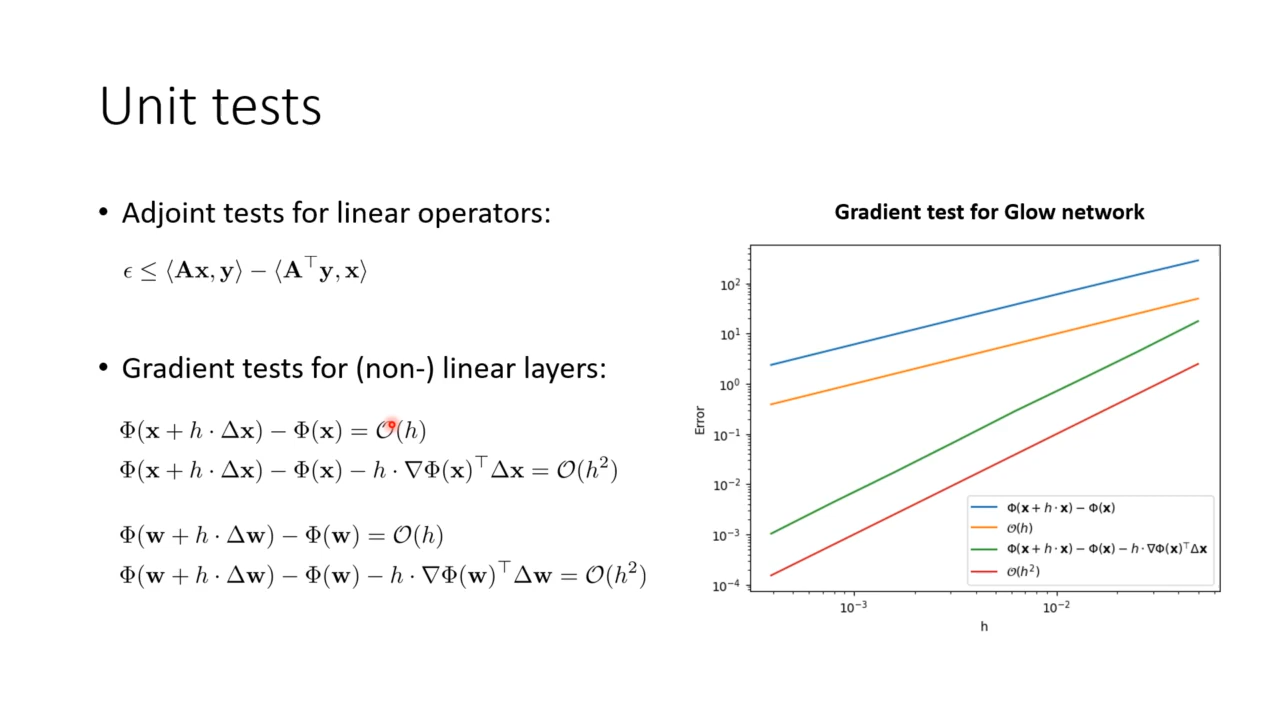 Unit tests
• Adjoint tests for linear operators:
ϵ ≤ ⟨Ax, y⟩ − ⟨A⊤y, x⟩
• Gradient tests for (non-) linear layers:
Φ(x + h · Δx) − Φ(x) = 𝒪(h)
Φ(x + h · Δx) − Φ(x) − h · ∇Φ(x)⊤Δx = 𝒪(h²)
Φ(w + h · Δw) − Φ(w) = 𝒪(h)
Φ(w + h · Δw) − Φ(w) − h · ∇Φ(w)⊤Δw = 𝒪(h²)
Gradient test for Glow network
Error
10²
10¹
10⁰
10⁻¹
10⁻²
10⁻³
10⁻⁴
Φ(x + h · x) − Φ(x)
𝒪(h)
Φ(x + h · x) − Φ(x) − h · ∇Φ(x)⊤Δx
𝒪(h²)
10⁻³
10⁻²
h